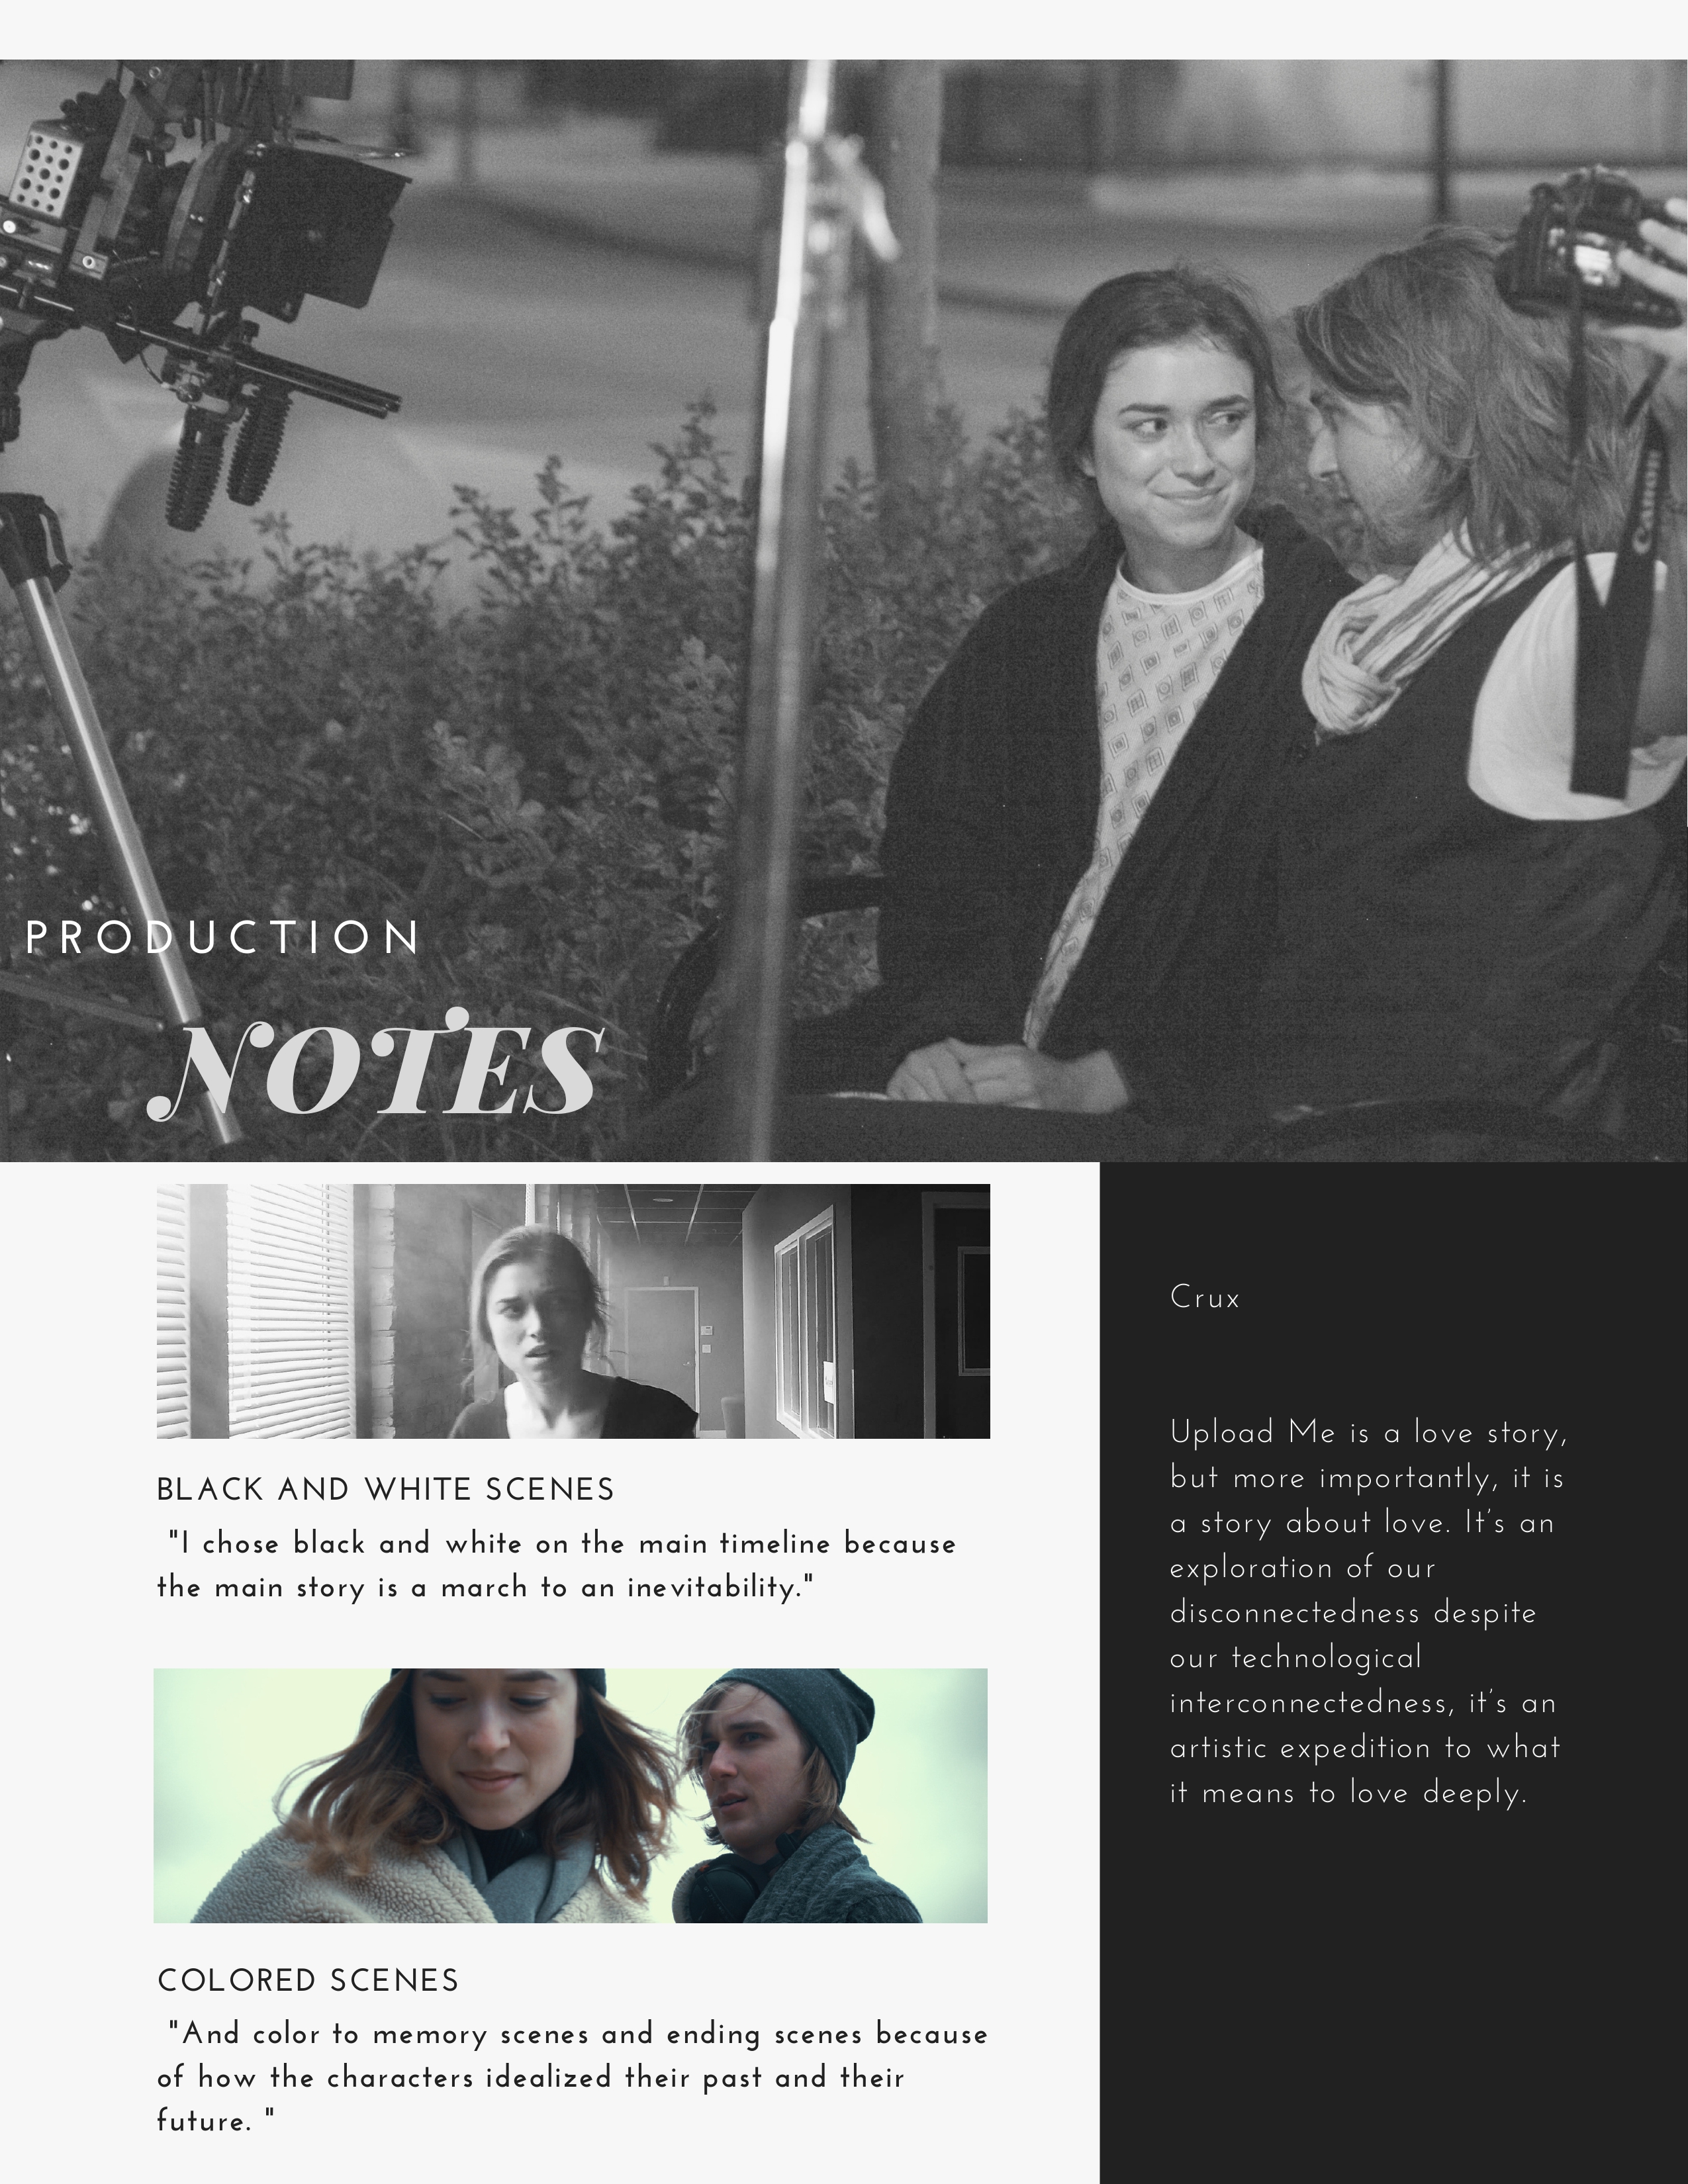 Canon
PRODUCTION
NOTES
BLACK AND WHITE SCENES
"I chose black and white on the main timeline because
the main story is a march to an inevitability."
COLORED SCENES
"And color to memory scenes and ending scenes because
of how the characters idealized their past and their
future. "
Crux
Upload Me is a love story,
but more importantly, it is
a story about love. It's an
exploration of our
disconnectedness despite
our technological
interconnectedness, it's an
artistic expedition to what
it means to love deeply.